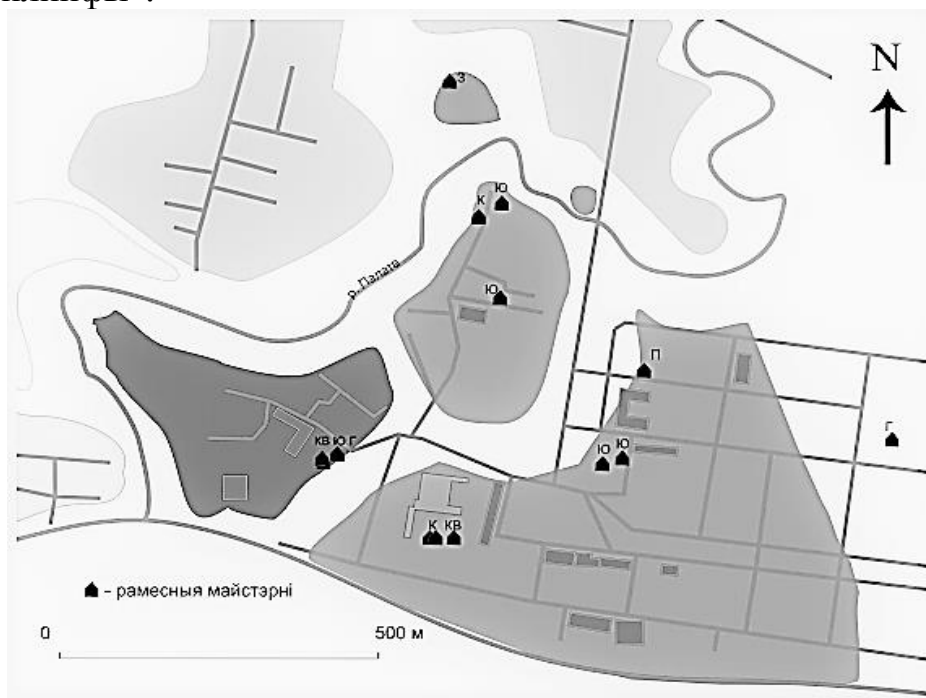 N
З
К
Ю
р. Палата
Ю
П
Г
КВ Ю Г
Ю Ю
К КВ
- рамесныя майстэрні
0 500 м